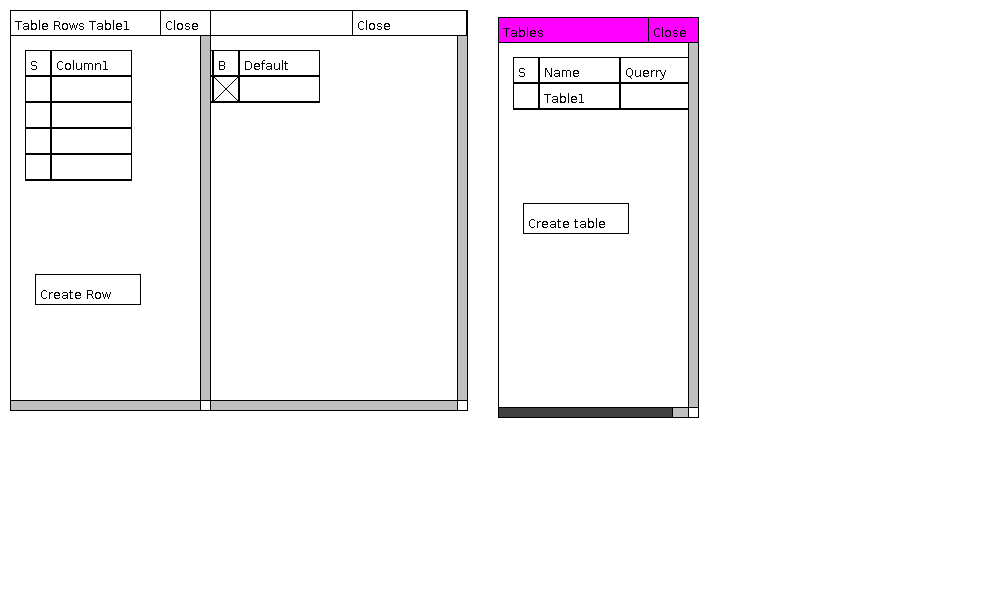 Table Rows Table1 Close
Close
S Column1
B Default
Create Row
Tables Close
S Name Querry
Table1
Create table